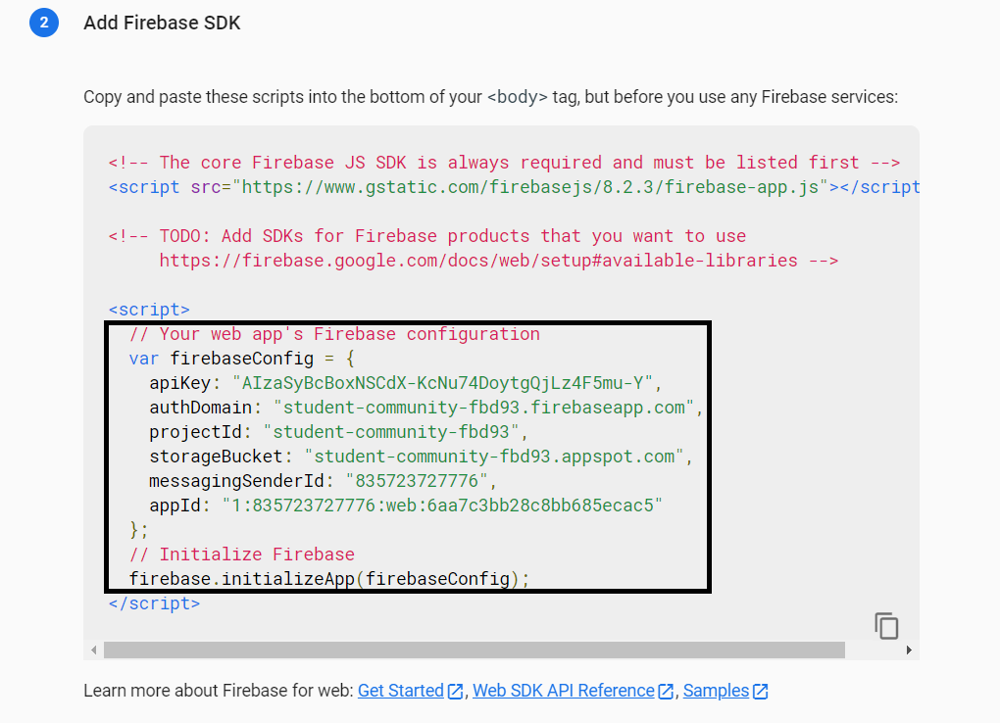 2
Add Firebase SDK
Copy and paste these scripts into the bottom of your <body> tag, but before you use any Firebase services:
<!-- The core Firebase JS SDK is always required and must be listed first -->
<script src="https://www.gstatic.com/firebasejs/8.2.3/firebase-app.js"></script
<!-- TODO: Add SDKs for Firebase products that you want to use
https://firebase.google.com/docs/web/setup#available-libraries -->
<script>
// Your web app's Firebase configuration
var firebaseConfig = {
apiKey: "AIzaSyBcBoxNSCdX-KcNu74DoytgQjLz4F5mu-Y",
authDomain: "student-community-fbd93.firebaseapp.com",
projectId: "student-community-fbd93",
storageBucket: "student-community-fbd93.appspot.com",
messagingSenderId: "835723727776",
appId: "1:835723727776:web:6aa7c3bb28c8bb685ecac5"
};
// Initialize Firebase
firebase.initializeApp(firebaseConfig);
</script>
Learn more about Firebase for web: Get Started, Web SDK API Reference, Samples